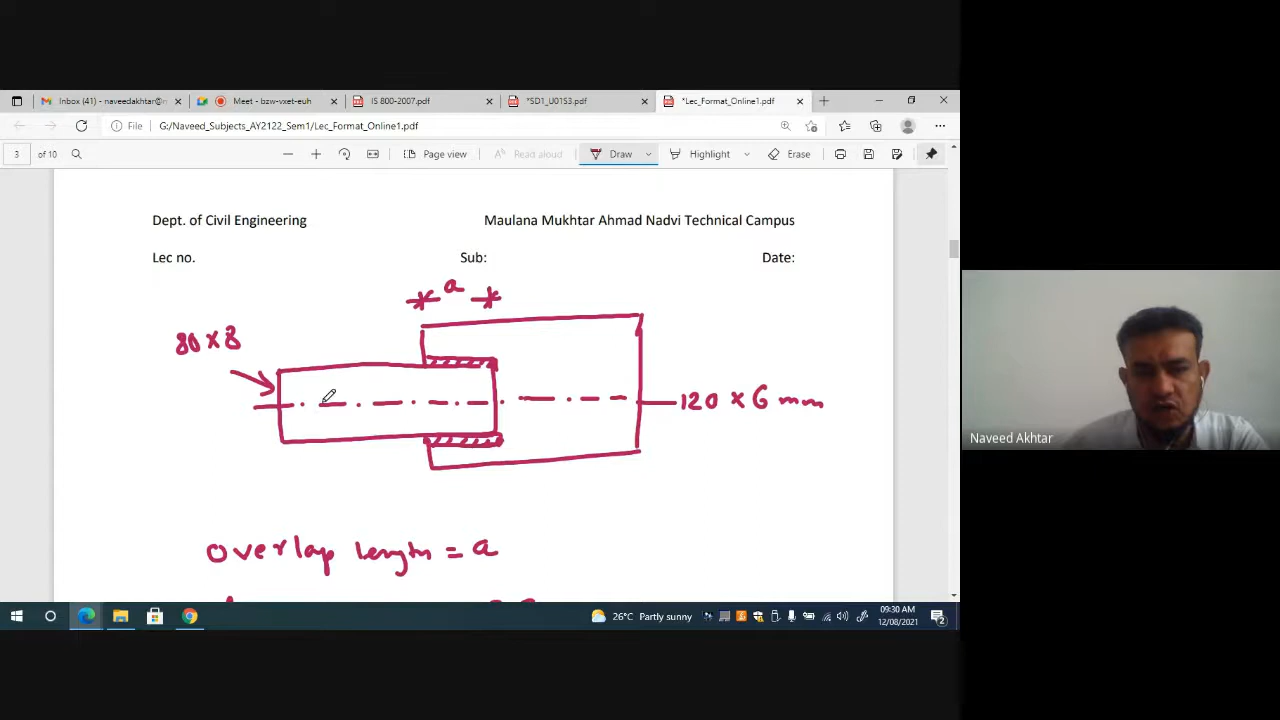 Inbox (41) - naveedakhtar@m
Meet - bzw-vxet-euh
IS 800-2007.pdf
*SD1_U01S3.pdf
*Lec_Format_Online1.pdf
File
G:/Naveed_Subjects_AY2122_Sem1/Lec_Format_Online1.pdf
3 of 10
Page view
Read aloud
Draw
Highlight
Erase
Dept. of Civil Engineering
Maulana Mukhtar Ahmad Nadvi Technical Campus
Lec no.
Sub:
Date:
a
80 x 8
120 x 6 mm
Naveed Akhtar
overlap length = a
26°C Partly sunny
09:30 AM
12/08/2021
2